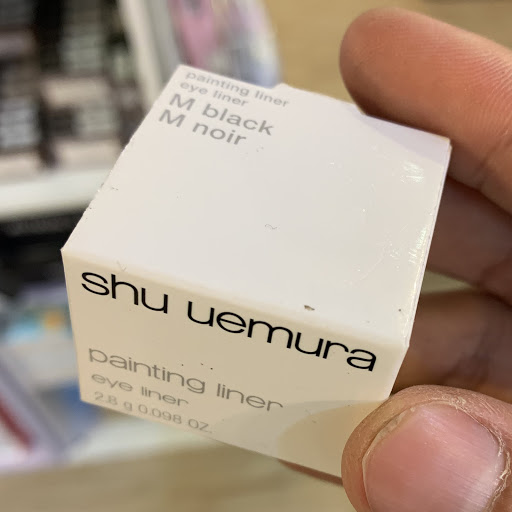 painting liner
eye liner
M black
M noir
shu uemura
painting liner
eye liner
2.8 g 0.098 OZ.